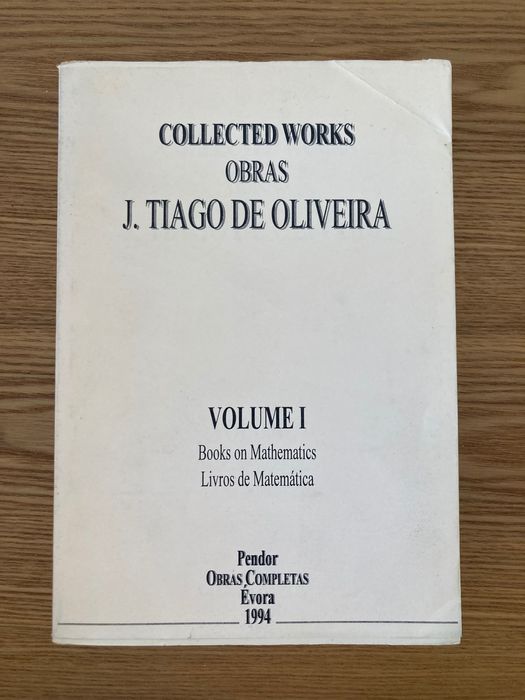 COLLECTED WORKS
OBRAS
J. TIAGO DE OLIVEIRA
VOLUME I
Books on Mathematics
Livros de Matemática
Pendor
OBRAS COMPLETAS
Évora
1994